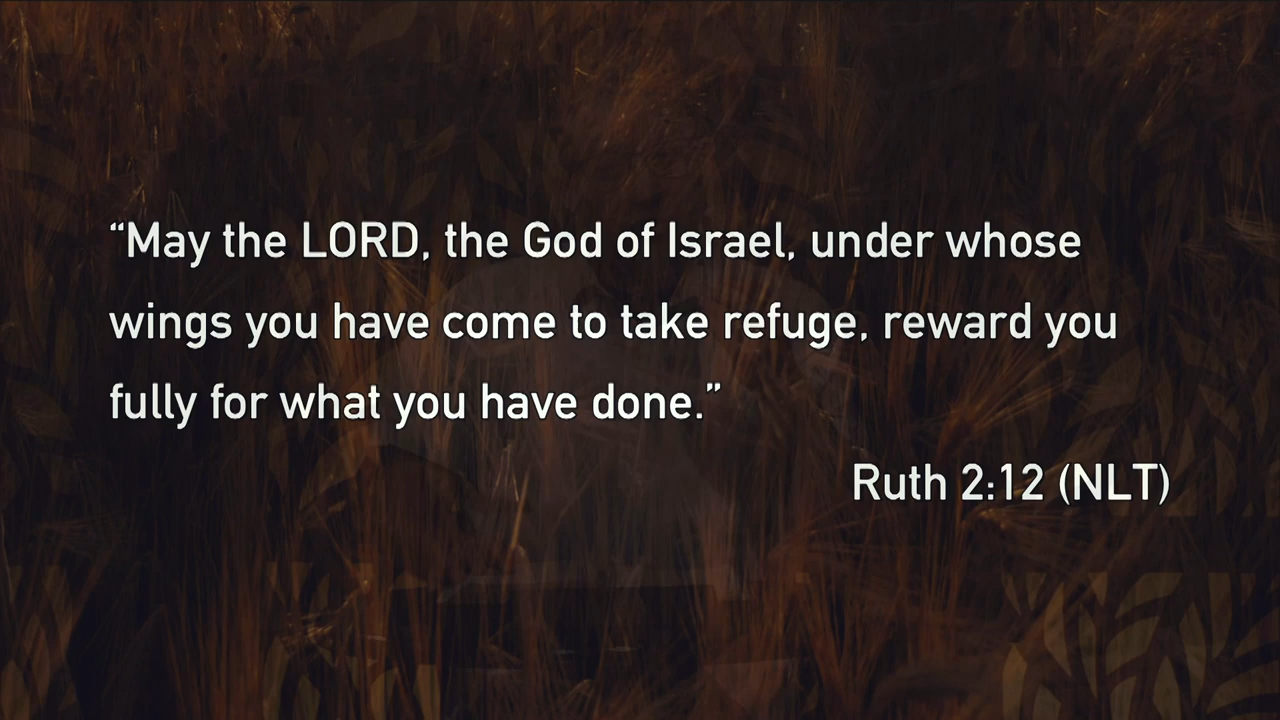 “May the LORD, the God of Israel, under whose
wings you have come to take refuge, reward you
fully for what you have done.”
Ruth 2:12 (NLT)